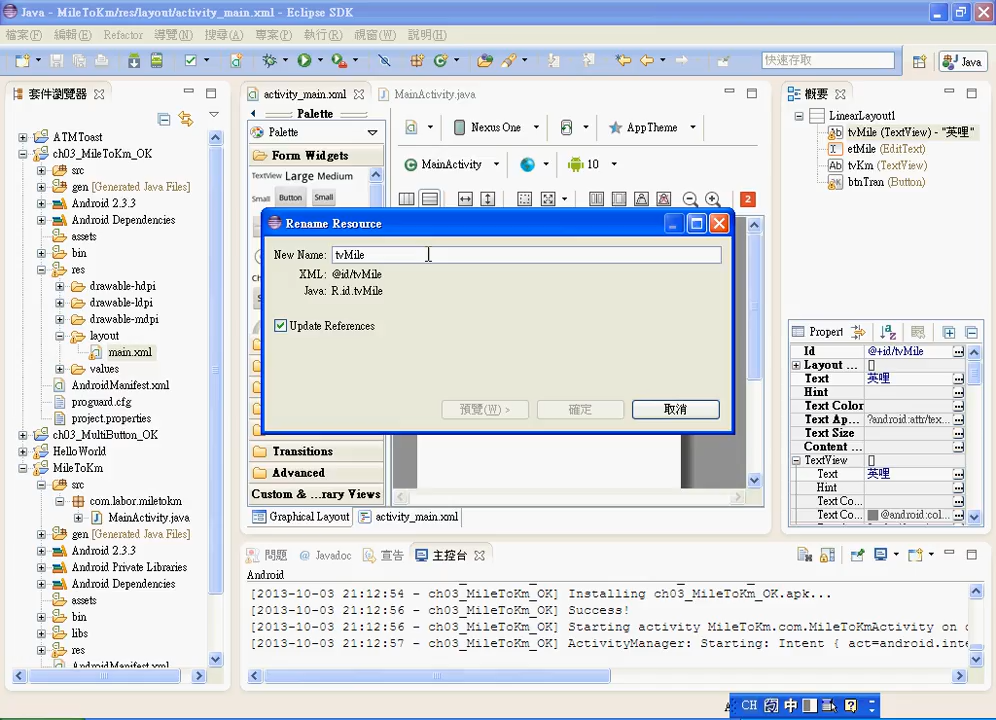 Java - MileToKm/res/layout/activity_main.xml - Eclipse SDK
檔案(F) 編輯(E) Refactor 導覽(N) 搜尋(A) 專案(P) 執行(R) 視窗(W) 說明(H)
快速存取
Java
套件瀏覽器
ATMToast
ch03_MileToKm_OK
src
gen [Generated Java Files]
Android 2.3.3
Android Dependencies
assets
bin
res
drawable-hdpi
drawable-ldpi
drawable-mdpi
layout
main.xml
values
AndroidManifest.xml
proguard.cfg
project.properties
ch03_MultiButton_OK
HelloWorld
MileToKm
src
com.labor.miletokm
MainActivity.java
gen [Generated Java Files]
Android 2.3.3
Android Private Libraries
Android Dependencies
assets
bin
libs
res
AndroidManifest.xml
activity_main.xml
MainActivity.java
Palette
Palette
Form Widgets
TextView Large Medium
Small Button Small
Transitions
Advanced
Custom & ...rary Views
Nexus One
AppTheme
MainActivity
10
2
Rename Resource
New Name: tvMile
XML: @id/tvMile
Java: R.id.tvMile
Update References
預覽(W) >
確定
取消
Graphical Layout
activity_main.xml
概要
LinearLayout1
tvMile (TextView) - "英哩"
etMile (EditText)
tvKm (TextView)
btnTran (Button)
Propert
Id @+id/tvMile
Layout ... []
Text 英哩
Hint
Text Color
Text Ap... ?android:attr/tex...
Text Size
Content ...
TextView []
Text 英哩
Hint
Text Co...
Text Co... @android:col...
問題 @ Javadoc 宣告 主控台
Android
[2013-10-03 21:12:54 - ch03_MileToKm_OK] Installing ch03_MileToKm_OK.apk...
[2013-10-03 21:12:56 - ch03_MileToKm_OK] Success!
[2013-10-03 21:12:56 - ch03_MileToKm_OK] Starting activity MileToKm.com.MileToKmActivity on
[2013-10-03 21:12:57 - ch03_MileToKm_OK] ActivityManager: Starting: Intent { act=android.inte
CH 中